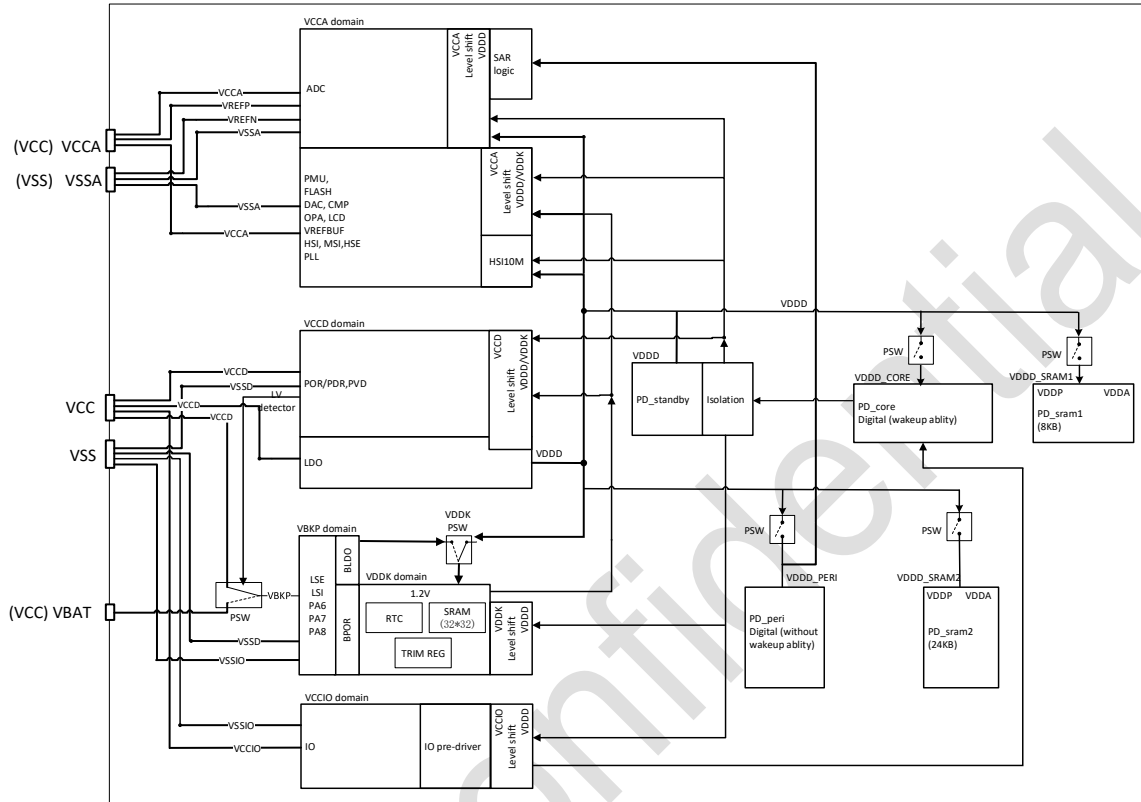 VCCA domain
ADC
VCCA
Level shift
VDDD
SAR
logic
VCCA
VREFP
VREFN
VSSA
(VCC) VCCA
(VSS) VSSA
VSSA
VCCA
PMU,
FLASH
DAC, CMP
OPA, LCD
VREFBUF
HSI, MSI,HSE
PLL
VCCA
Level shift
VDDD/VDDK
HSI10M
VDDD
VCCD domain
POR/PDR,PVD
LV
detector
LDO
VCCD
Level shift
VDDD/VDDK
VCCD
VSSD
VCCD
VCCD
VCC
VSS
VDDD
VDDD
PD_standby
Isolation
PSW
VDDD_CORE
PD_core
Digital (wakeup ablity)
PSW
VDDD_SRAM1
VDDP
VDDA
PD_sram1
(8KB)
VDDK
PSW
VBKP domain
LSE
LSI
PA6
PA7
PA8
BLDO
BPOR
VDDK domain
1.2V
RTC
SRAM
(32*32)
TRIM REG
VDDK
Level shift
VDDD
(VCC) VBAT
PSW
VBKP
VSSD
VSSIO
PSW
VDDD_PERI
PD_peri
Digital (without
wakeup ablity)
PSW
VDDD_SRAM2
VDDP
VDDA
PD_sram2
(24KB)
VCCIO domain
IO
IO pre-driver
VCCIO
Level shift
VDDD
VSSIO
VCCIO
onfidential